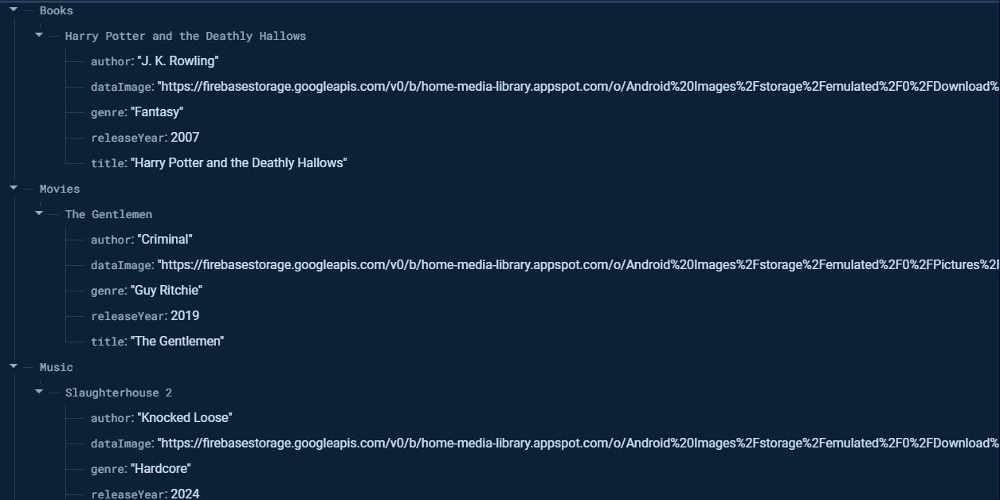 Books
Harry Potter and the Deathly Hallows
author: "J. K. Rowling"
dataImage: "https://firebasestorage.googleapis.com/v0/b/home-media-library.appspot.com/o/Android%20Images%2Fstorage%2Femulated%2F0%2FDownload%
genre: "Fantasy"
releaseYear: 2007
title: "Harry Potter and the Deathly Hallows"
Movies
The Gentlemen
author: "Criminal"
dataImage: "https://firebasestorage.googleapis.com/v0/b/home-media-library.appspot.com/o/Android%20Images%2Fstorage%2Femulated%2F0%2FPictures%2F
genre: "Guy Ritchie"
releaseYear: 2019
title: "The Gentlemen"
Music
Slaughterhouse 2
author: "Knocked Loose"
dataImage: "https://firebasestorage.googleapis.com/v0/b/home-media-library.appspot.com/o/Android%20Images%2Fstorage%2Femulated%2F0%2FDownload%
genre: "Hardcore"
releaseYear: 2024